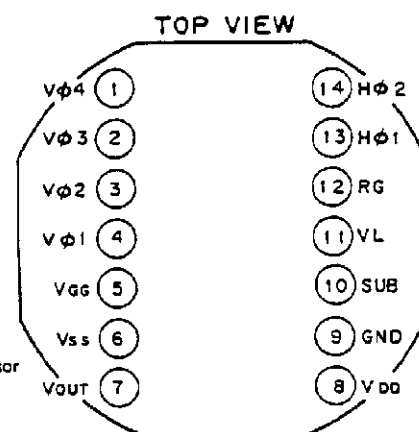 TOP VIEW
Vφ4 1 14 Hφ2
Vφ3 2 13 Hφ1
Vφ2 3 12 RG
Vφ1 4 11 VL
VGG 5 10 SUB
Vss 6 9 GND
sor
VOUT 7 8 VDD